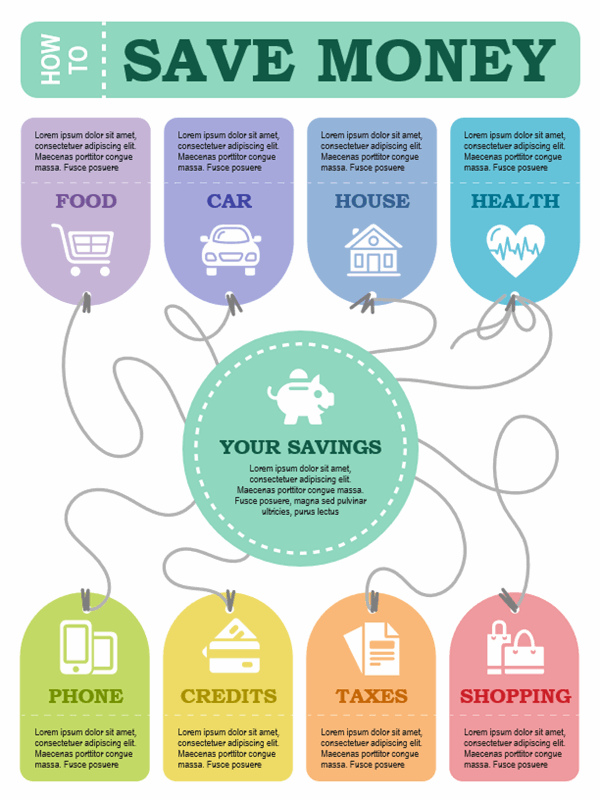 HOW
TO
SAVE MONEY
Lorem ipsum dolor sit amet,
consectetuer adipiscing elit.
Maecenas porttitor congue
massa. Fusce posuere
FOOD
Lorem ipsum dolor sit amet,
consectetuer adipiscing elit.
Maecenas porttitor congue
massa. Fusce posuere
CAR
Lorem ipsum dolor sit amet,
consectetuer adipiscing elit.
Maecenas porttitor congue
massa. Fusce posuere
HOUSE
Lorem ipsum dolor sit amet,
consectetuer adipiscing elit.
Maecenas porttitor congue
massa. Fusce posuere
HEALTH
YOUR SAVINGS
Lorem ipsum dolor sit amet,
consectetuer adipiscing elit.
Maecenas porttitor congue massa.
Fusce posuere, magna sed pulvinar
ultricies, purus lectus
PHONE
Lorem ipsum dolor sit amet,
consectetuer adipiscing elit.
Maecenas porttitor congue
massa. Fusce posuere
CREDITS
Lorem ipsum dolor sit amet,
consectetuer adipiscing elit.
Maecenas porttitor congue
massa. Fusce posuere
TAXES
Lorem ipsum dolor sit amet,
consectetuer adipiscing elit.
Maecenas porttitor congue
massa. Fusce posuere
SHOPPING
Lorem ipsum dolor sit amet,
consectetuer adipiscing elit.
Maecenas porttitor congue
massa. Fusce posuere